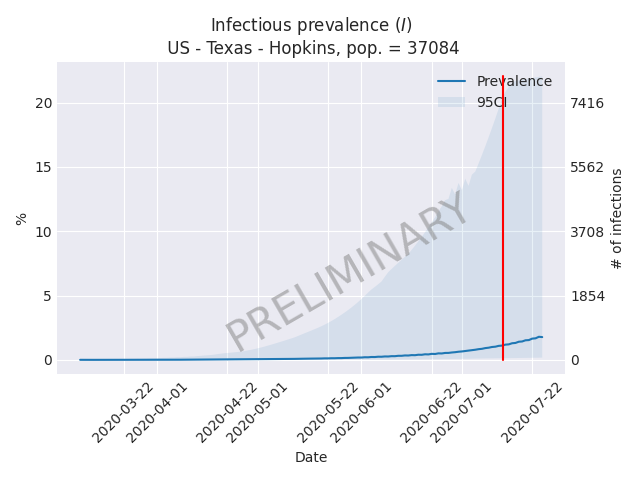 Infectious prevalence (I)
US - Texas - Hopkins, pop. = 37084
Prevalence
95CI
20
15
10
5
0
%
7416
5562
3708
1854
0
# of infections
PRELIMINARY
2020-03-22
2020-04-01
2020-04-22
2020-05-01
2020-05-22
2020-06-01
2020-06-22
2020-07-01
2020-07-22
Date